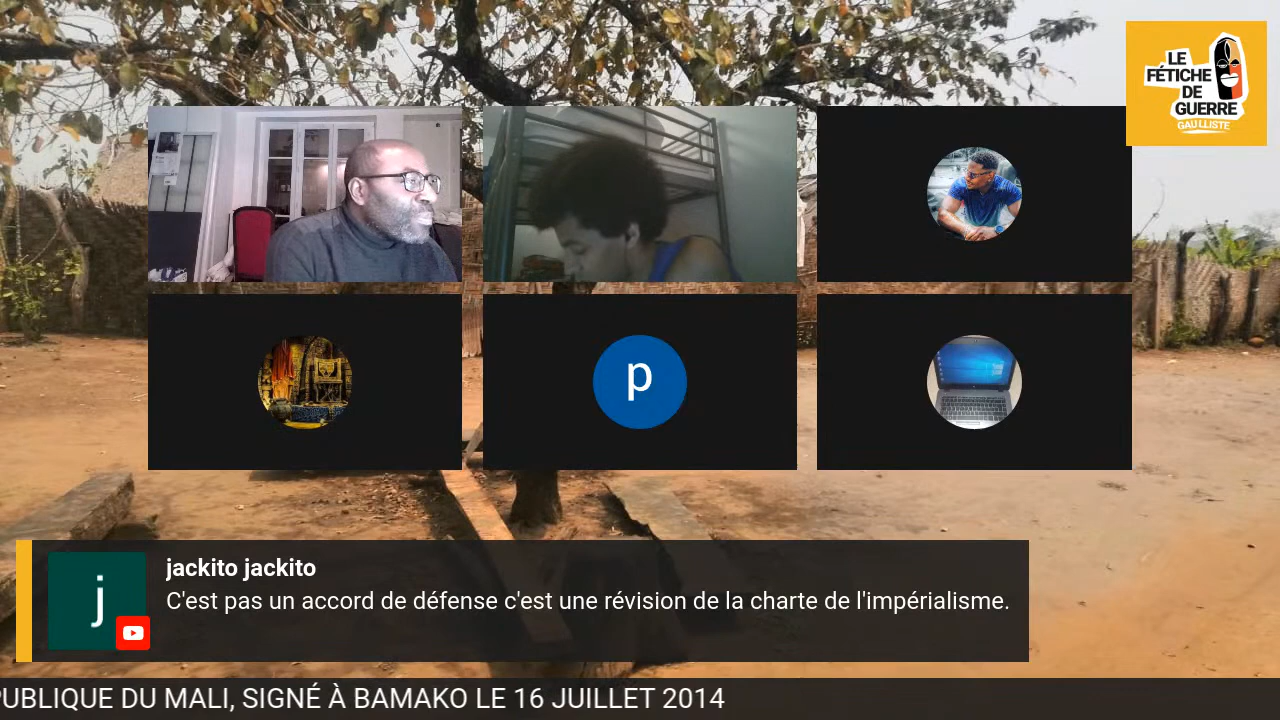 LE
FÉTICHE
DE
GUERRE
GAULLISTE
p
j
jackito jackito
C'est pas un accord de défense c'est une révision de la charte de l'impérialisme.
PUBLIQUE DU MALI, SIGNÉ À BAMAKO LE 16 JUILLET 2014